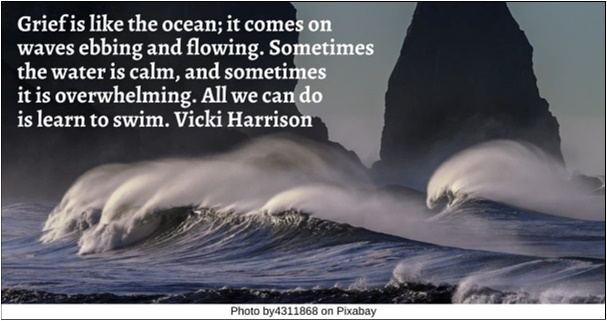 Grief is like the ocean; it comes on
waves ebbing and flowing. Sometimes
the water is calm, and sometimes
it is overwhelming. All we can do
is learn to swim. Vicki Harrison
Photo by4311868 on Pixabay